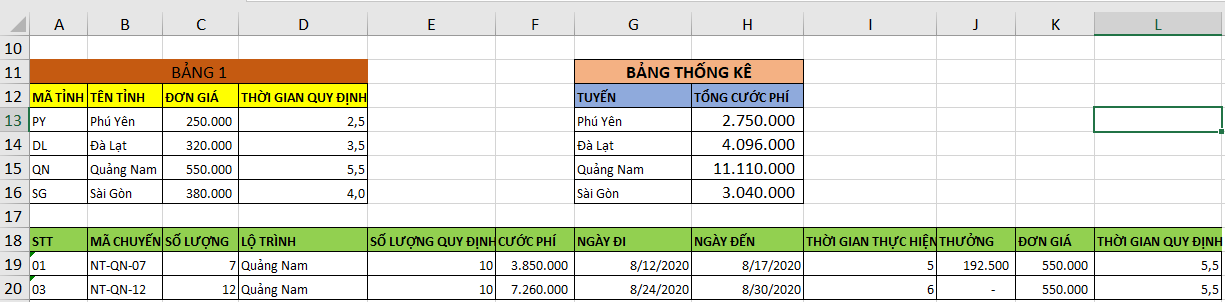 A B C D E F G H I J K L
10
11 BẢNG 1 BẢNG THỐNG KÊ
12 MÃ TỈNH TÊN TỈNH ĐƠN GIÁ THỜI GIAN QUY ĐỊNH TUYẾN TỔNG CƯỚC PHÍ
13 PY Phú Yên 250.000 2,5 Phú Yên 2.750.000
14 DL Đà Lạt 320.000 3,5 Đà Lạt 4.096.000
15 QN Quảng Nam 550.000 5,5 Quảng Nam 11.110.000
16 SG Sài Gòn 380.000 4,0 Sài Gòn 3.040.000
17
18 STT MÃ CHUYẾN SỐ LƯỢNG LỘ TRÌNH SỐ LƯỢNG QUY ĐỊNH CƯỚC PHÍ NGÀY ĐI NGÀY ĐẾN THỜI GIAN THỰC HIỆN THƯỞNG ĐƠN GIÁ THỜI GIAN QUY ĐỊNH
19 01 NT-QN-07 7 Quảng Nam 10 3.850.000 8/12/2020 8/17/2020 5 192.500 550.000 5,5
20 03 NT-QN-12 12 Quảng Nam 10 7.260.000 8/24/2020 8/30/2020 6 - 550.000 5,5